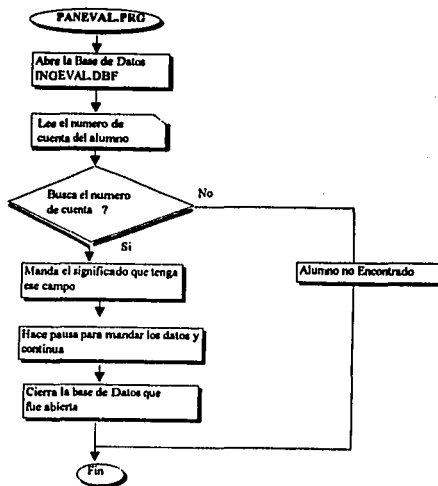 PANEVAL.PRG
Abre la Base de Datos
INGEVAL.DBF
Lee el numero de
cuenta del alumno
Busca el numero
de cuenta ?
No
Si
Manda el significado que tenga
ese campo
Alumno no Encontrado
Hace pausa para mandar los datos y
continua
Cierra la base de Datos que
fue abierta
Fin